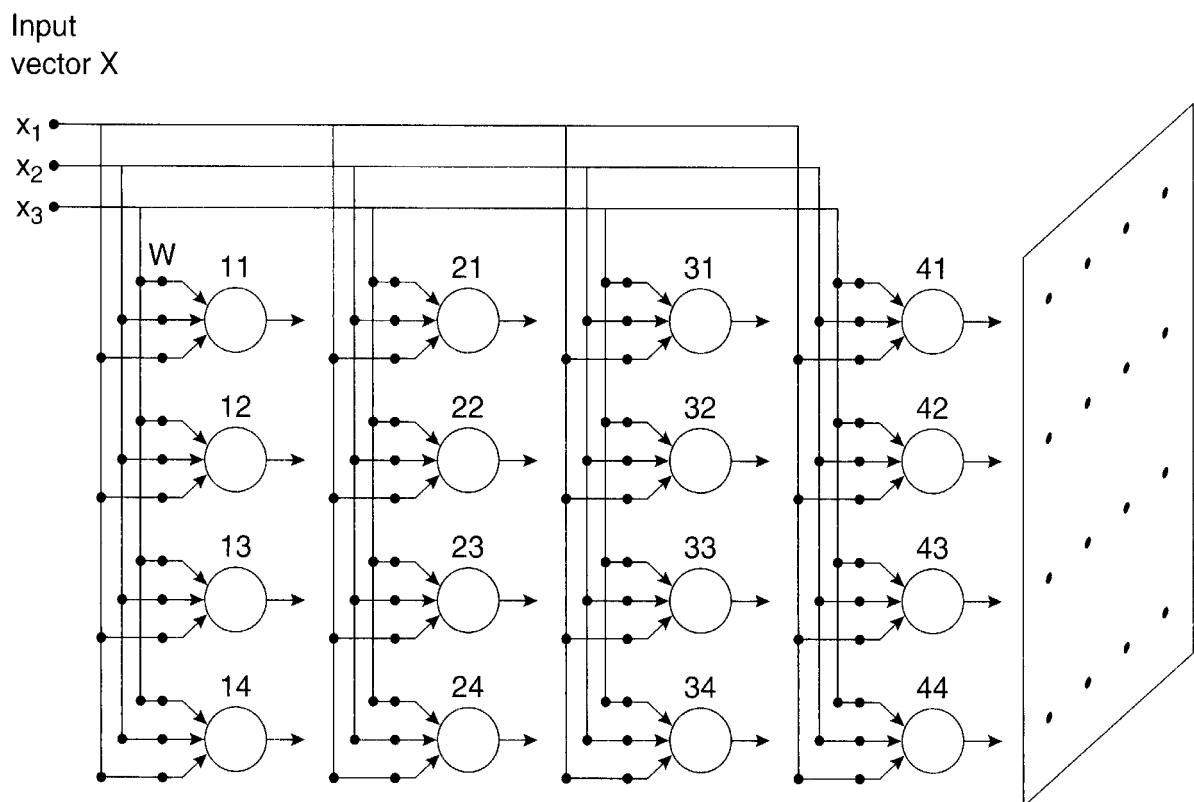 Input
vector X
x₁
x₂
x₃
W
11 21 31 41
12 22 32 42
13 23 33 43
14 24 34 44